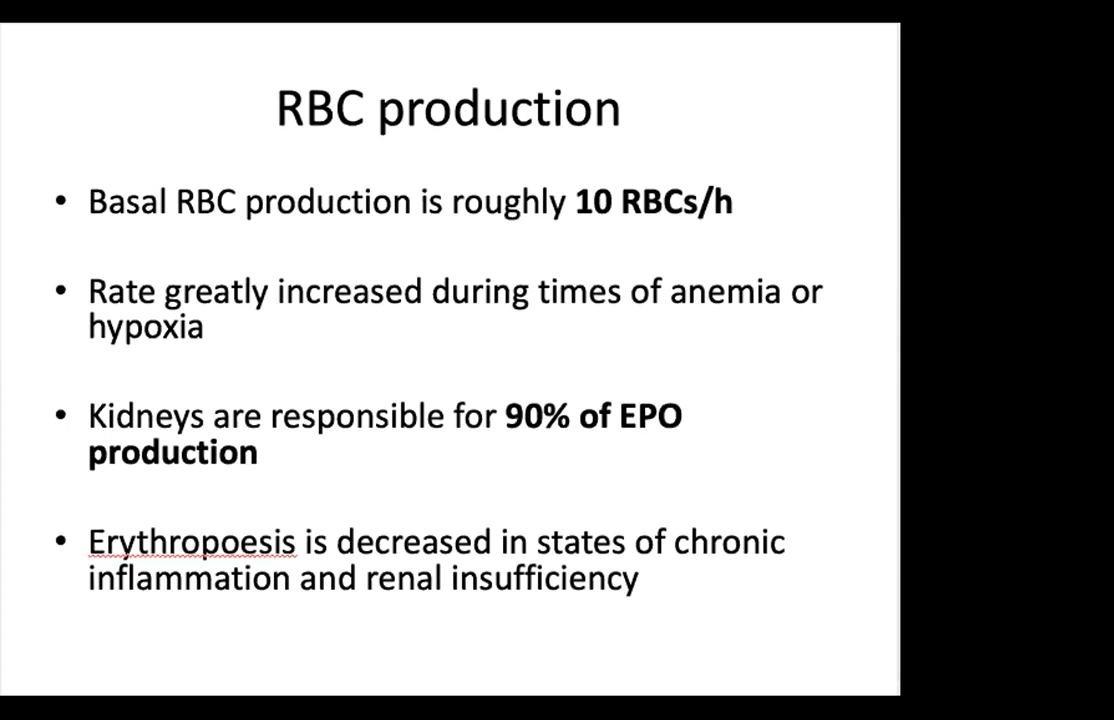 RBC production
• Basal RBC production is roughly 10 RBCs/h
• Rate greatly increased during times of anemia or
hypoxia
• Kidneys are responsible for 90% of EPO
production
• Erythropoesis is decreased in states of chronic
inflammation and renal insufficiency